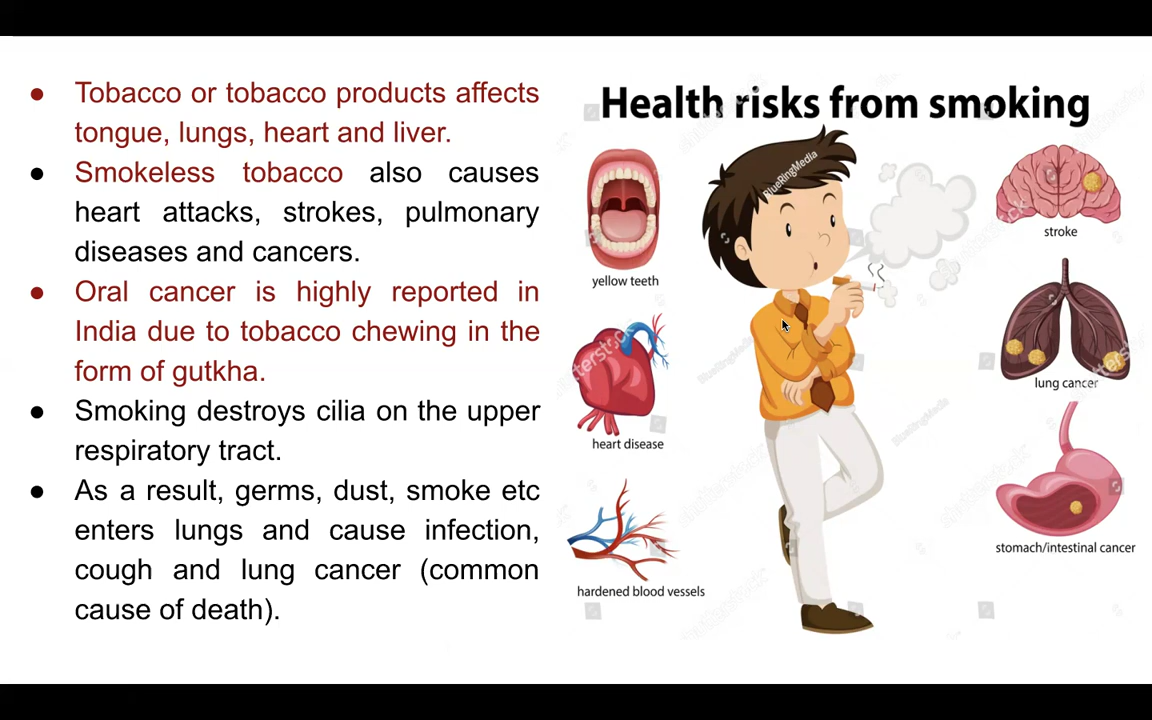 ● Tobacco or tobacco products affects
tongue, lungs, heart and liver.
● Smokeless tobacco also causes
heart attacks, strokes, pulmonary
diseases and cancers.
● Oral cancer is highly reported in
India due to tobacco chewing in the
form of gutkha.
● Smoking destroys cilia on the upper
respiratory tract.
● As a result, germs, dust, smoke etc
enters lungs and cause infection,
cough and lung cancer (common
cause of death).
Health risks from smoking
BlueRingMedia
yellow teeth
stroke
heart disease
lung cancer
BlueRingMedia
BlueRingMedia
hardened blood vessels
stomach/intestinal cancer